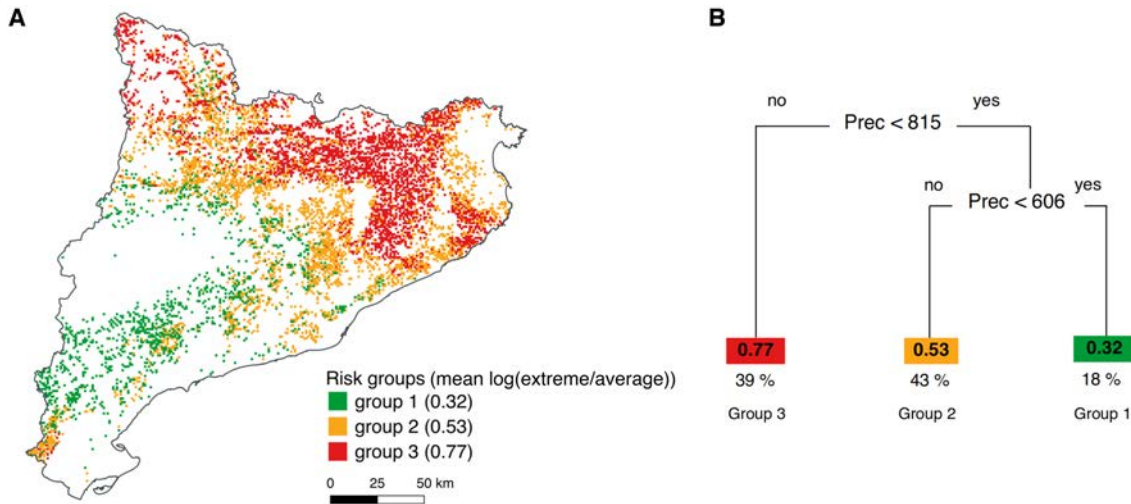 A
Risk groups (mean log(extreme/average))
group 1 (0.32)
group 2 (0.53)
group 3 (0.77)
0 25 50 km
B
no yes
Prec < 815
no yes
Prec < 606
0.77 0.53 0.32
39 % 43 % 18 %
Group 3 Group 2 Group 1